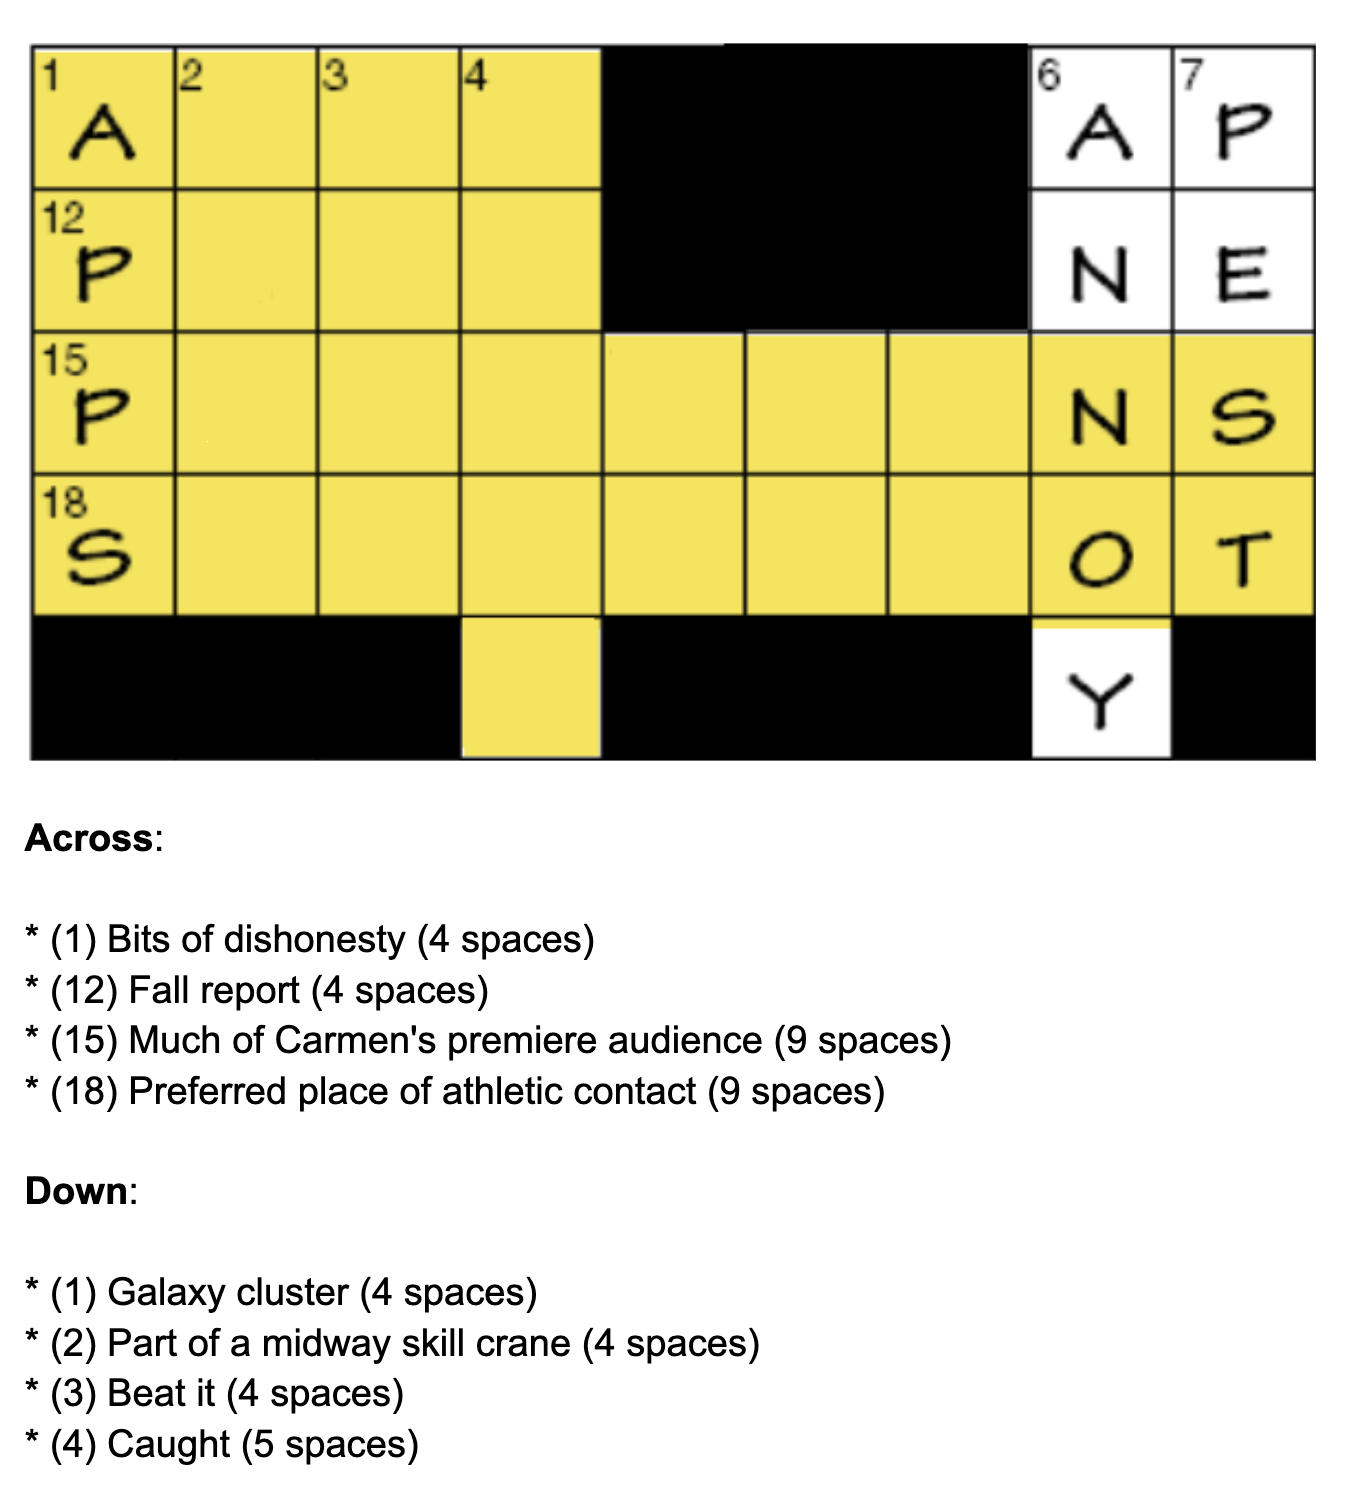 1 2 3 4 6 7
A A P
12
P N E
15
P N S
18
S O T
Y
Across:
* (1) Bits of dishonesty (4 spaces)
* (12) Fall report (4 spaces)
* (15) Much of Carmen's premiere audience (9 spaces)
* (18) Preferred place of athletic contact (9 spaces)
Down:
* (1) Galaxy cluster (4 spaces)
* (2) Part of a midway skill crane (4 spaces)
* (3) Beat it (4 spaces)
* (4) Caught (5 spaces)